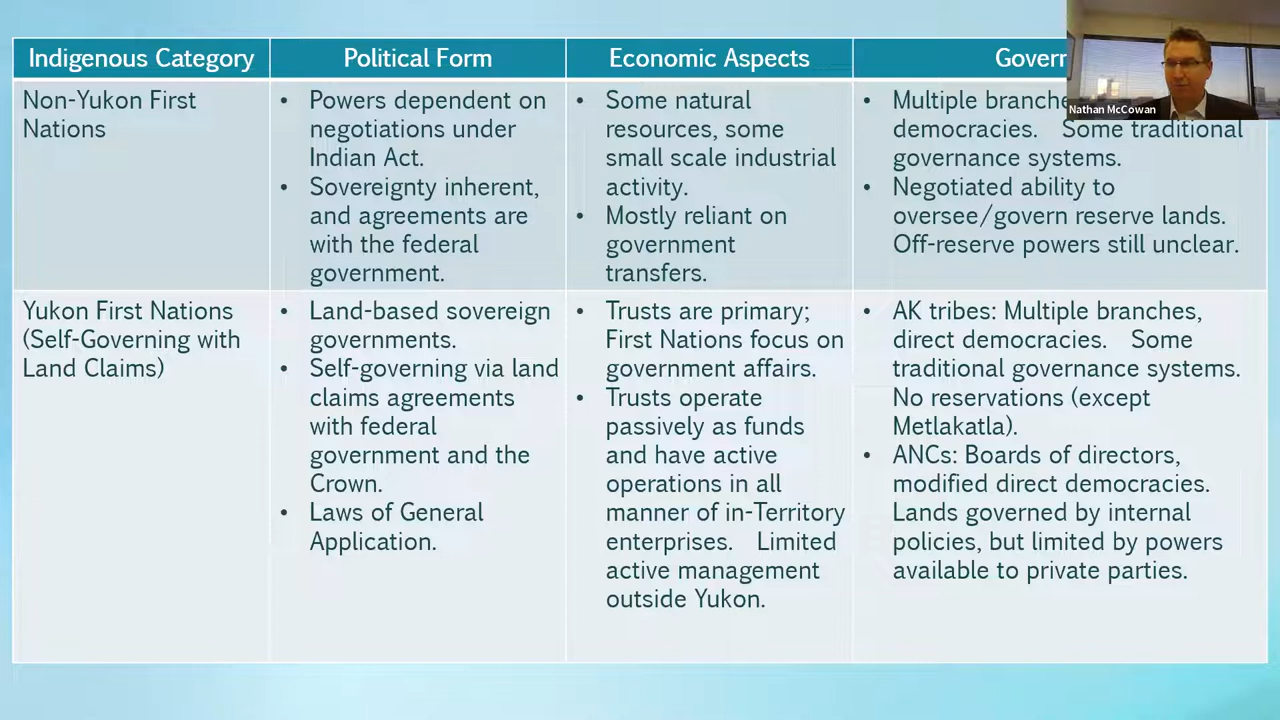 Indigenous Category
Political Form
Economic Aspects
Govern
Nathan McCowan
Non-Yukon First
Nations
• Powers dependent on
negotiations under
Indian Act.
• Sovereignty inherent,
and agreements are
with the federal
government.
• Some natural
resources, some
small scale industrial
activity.
• Mostly reliant on
government
transfers.
• Multiple branche
democracies. Some traditional
governance systems.
• Negotiated ability to
oversee/govern reserve lands.
Off-reserve powers still unclear.
Yukon First Nations
(Self-Governing with
Land Claims)
• Land-based sovereign
governments.
• Self-governing via land
claims agreements
with federal
government and the
Crown.
• Laws of General
Application.
• Trusts are primary;
First Nations focus on
government affairs.
• Trusts operate
passively as funds
and have active
operations in all
manner of in-Territory
enterprises. Limited
active management
outside Yukon.
• AK tribes: Multiple branches,
direct democracies. Some
traditional governance systems.
No reservations (except
Metlakatla).
• ANCs: Boards of directors,
modified direct democracies.
Lands governed by internal
policies, but limited by powers
available to private parties.